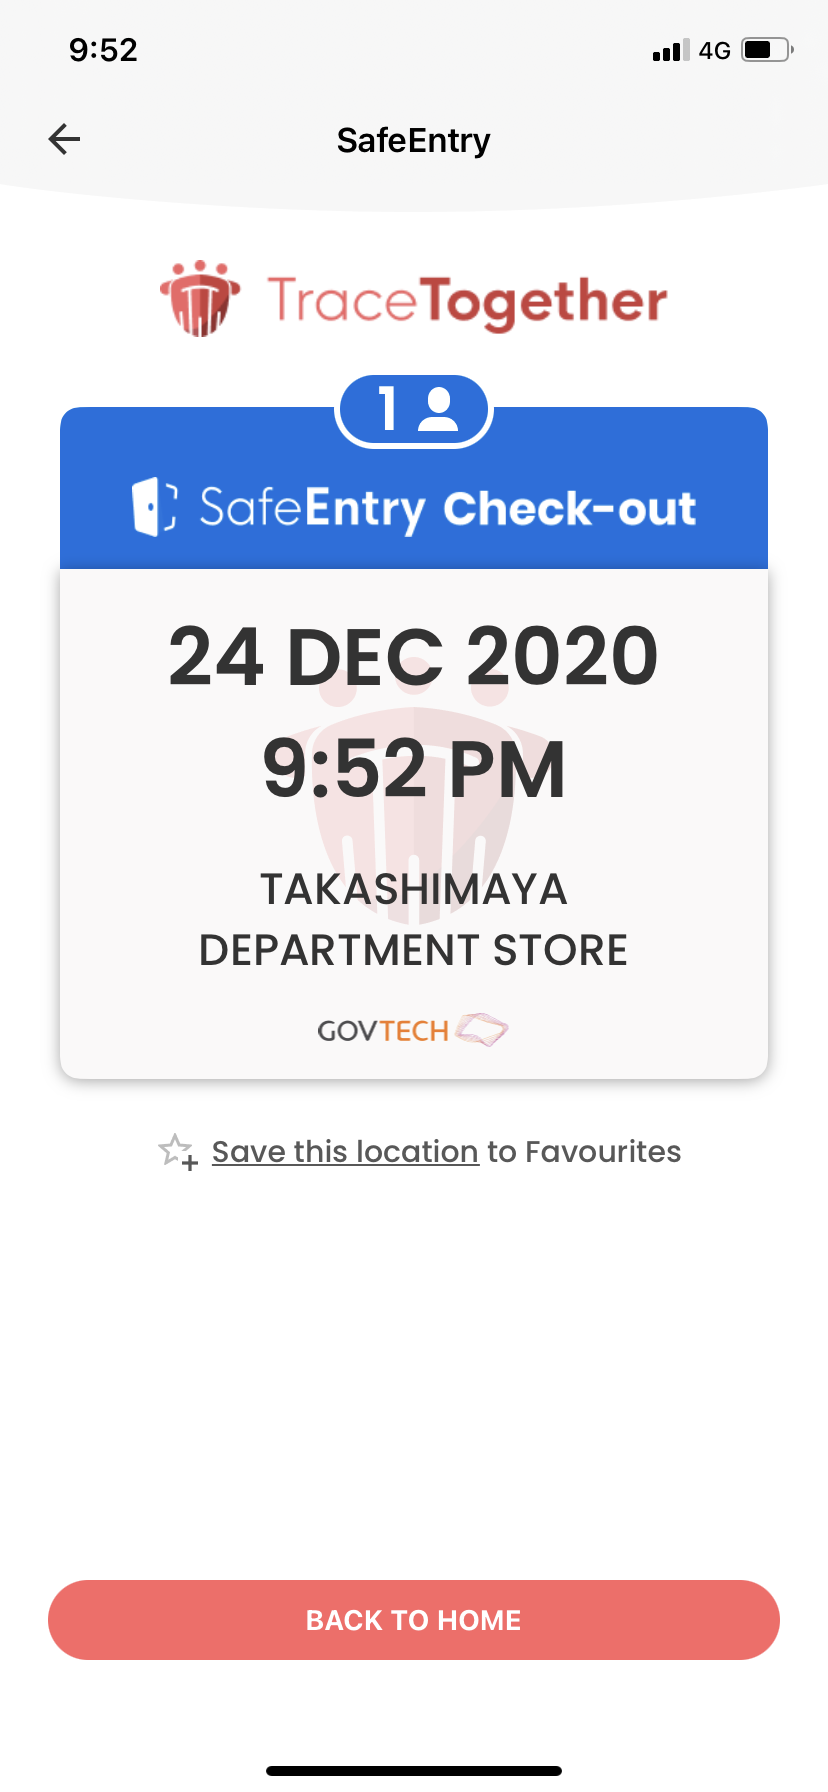 9:52
4G
SafeEntry
TraceTogether
1
SafeEntry Check-out
24 DEC 2020
9:52 PM
TAKASHIMAYA
DEPARTMENT STORE
GOVTECH
Save this location to Favourites
BACK TO HOME